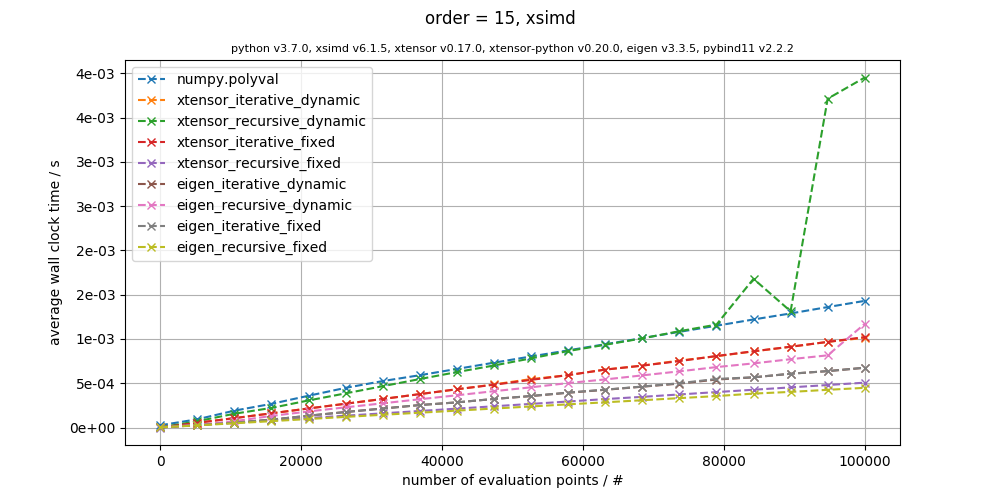 order = 15, xsimd
python v3.7.0, xsimd v6.1.5, xtensor v0.17.0, xtensor-python v0.20.0, eigen v3.3.5, pybind11 v2.2.2
numpy.polyval
xtensor_iterative_dynamic
xtensor_recursive_dynamic
xtensor_iterative_fixed
xtensor_recursive_fixed
eigen_iterative_dynamic
eigen_recursive_dynamic
eigen_iterative_fixed
eigen_recursive_fixed
average wall clock time / s
4e-03
4e-03
3e-03
3e-03
2e-03
2e-03
1e-03
5e-04
0e+00
0 20000 40000 60000 80000 100000
number of evaluation points / #